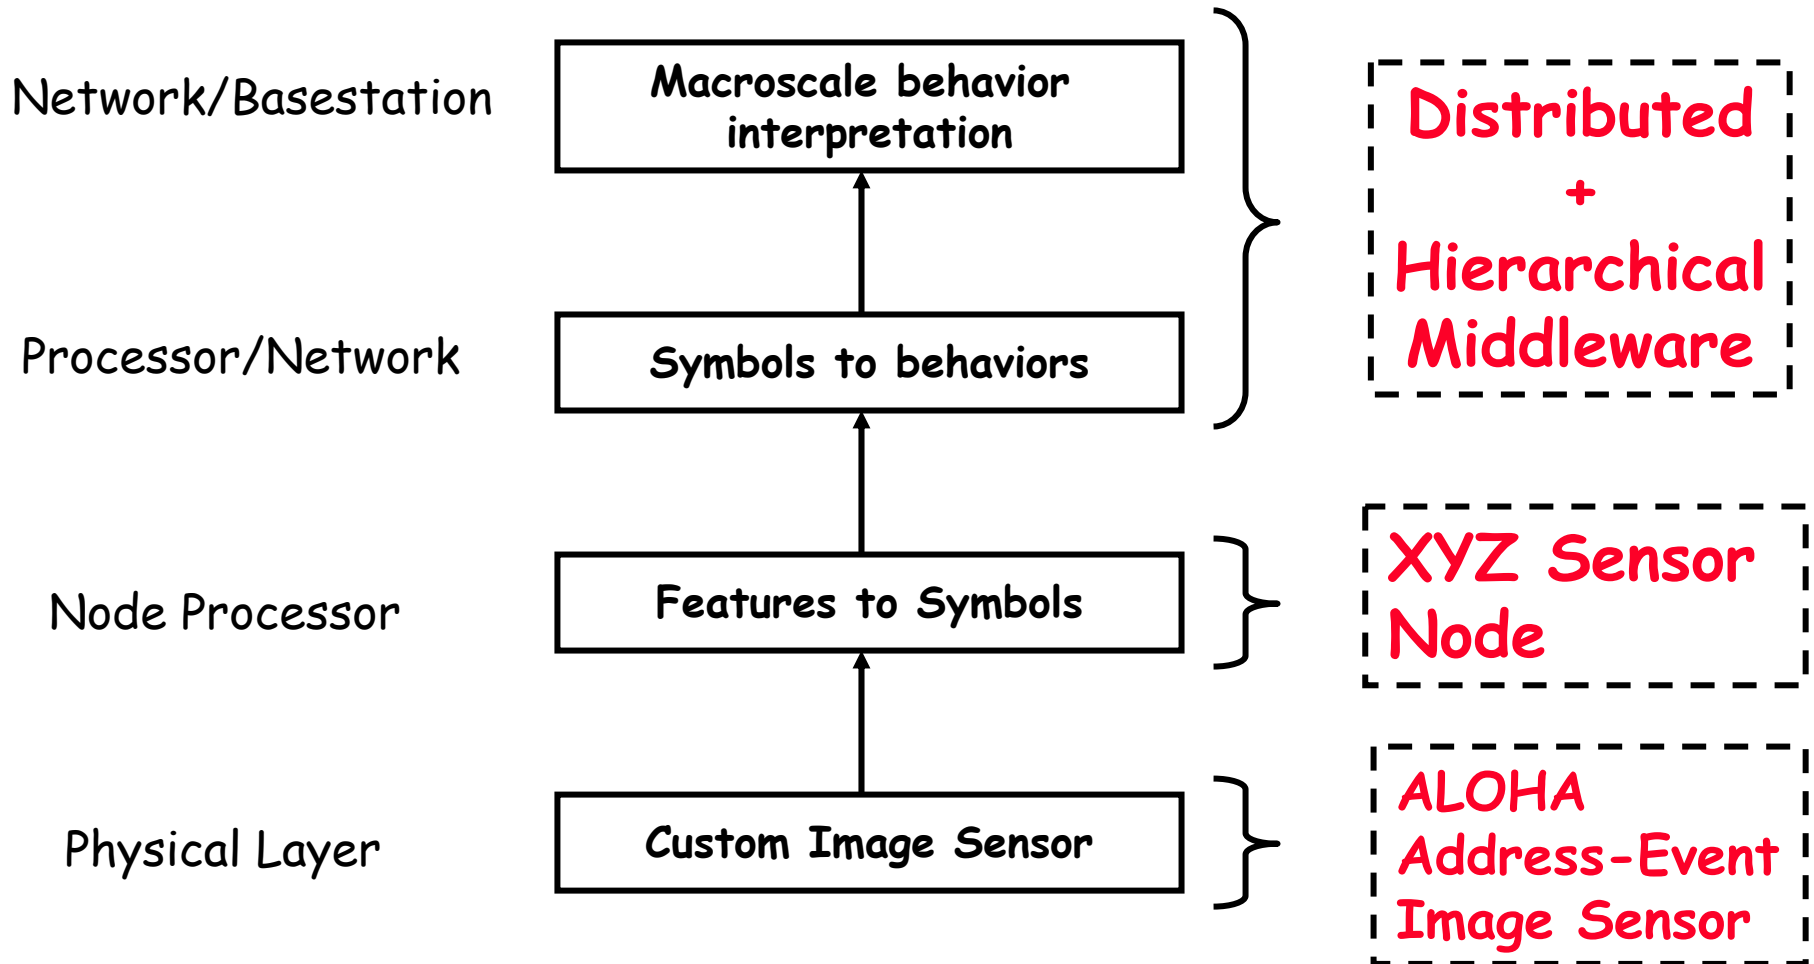 Network/Basestation
Macroscale behavior
interpretation
Distributed
+
Hierarchical
Middleware
Processor/Network
Symbols to behaviors
Node Processor
Features to Symbols
XYZ Sensor
Node
Physical Layer
Custom Image Sensor
ALOHA
Address-Event
Image Sensor